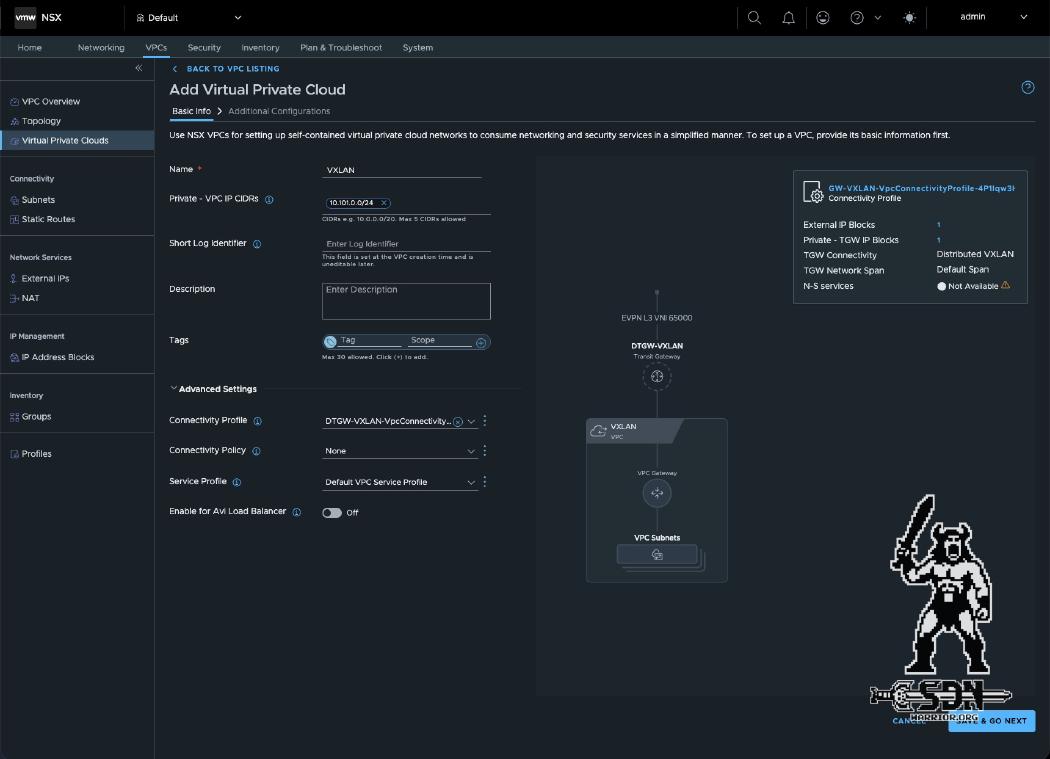 vmw NSX
Default
admin
Home Networking VPCs Security Inventory Plan & Troubleshoot System
BACK TO VPC LISTING
Add Virtual Private Cloud
Basic Info Additional Configurations
Use NSX VPCs for setting up self-contained virtual private cloud networks to consume networking and security services in a simplified manner. To set up a VPC, provide its basic information first.
VPC Overview
Topology
Virtual Private Clouds
Connectivity
Subnets
Static Routes
Network Services
External IPs
NAT
IP Management
IP Address Blocks
Inventory
Groups
Profiles
Name *
VXLAN
Private - VPC IP CIDRs
10.101.0.0/24
CIDRs e.g. 10.0.0.0/20. Max 5 CIDRs allowed
Short Log Identifier
Enter Log Identifier
This field is set at the VPC creation time and is
uneditable later.
Description
Enter Description
Tags
Tag Scope
Max 30 allowed. Click (+) to add.
Advanced Settings
Connectivity Profile
DTGW-VXLAN-VpcConnectivity...
Connectivity Policy
None
Service Profile
Default VPC Service Profile
Enable for Avi Load Balancer
Off
Connectivity Profile
External IP Blocks 1
Private - TGW IP Blocks 1
TGW Connectivity Distributed VXLAN
TGW Network Span Default Span
N-S services Not Available
EVPN L3 VNI 65000
DTGW-VXLAN
Transit Gateway
VXLAN
VPC
VPC Gateway
VPC Subnets
SDN
WARRIOR.ORG
CANCEL
SAVE & GO NEXT